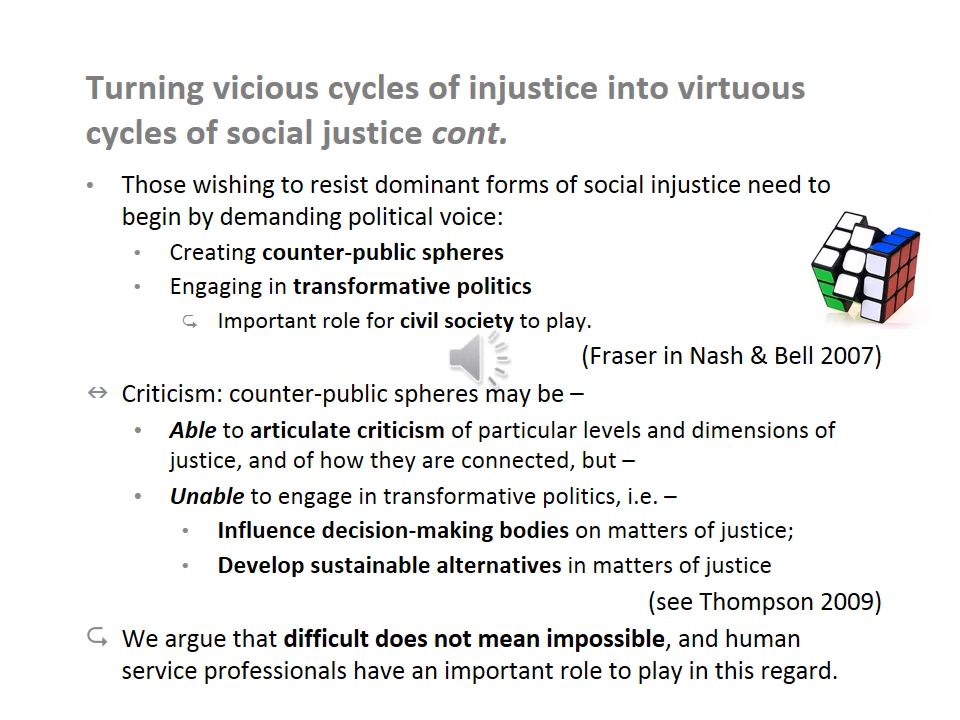 Turning vicious cycles of injustice into virtuous
cycles of social justice cont.
• Those wishing to resist dominant forms of social injustice need to
begin by demanding political voice:
• Creating counter-public spheres
• Engaging in transformative politics
⤷ Important role for civil society to play.
(Fraser in Nash & Bell 2007)
↔ Criticism: counter-public spheres may be –
• Able to articulate criticism of particular levels and dimensions of
justice, and of how they are connected, but –
• Unable to engage in transformative politics, i.e. –
• Influence decision-making bodies on matters of justice;
• Develop sustainable alternatives in matters of justice
(see Thompson 2009)
⤷ We argue that difficult does not mean impossible, and human
service professionals have an important role to play in this regard.